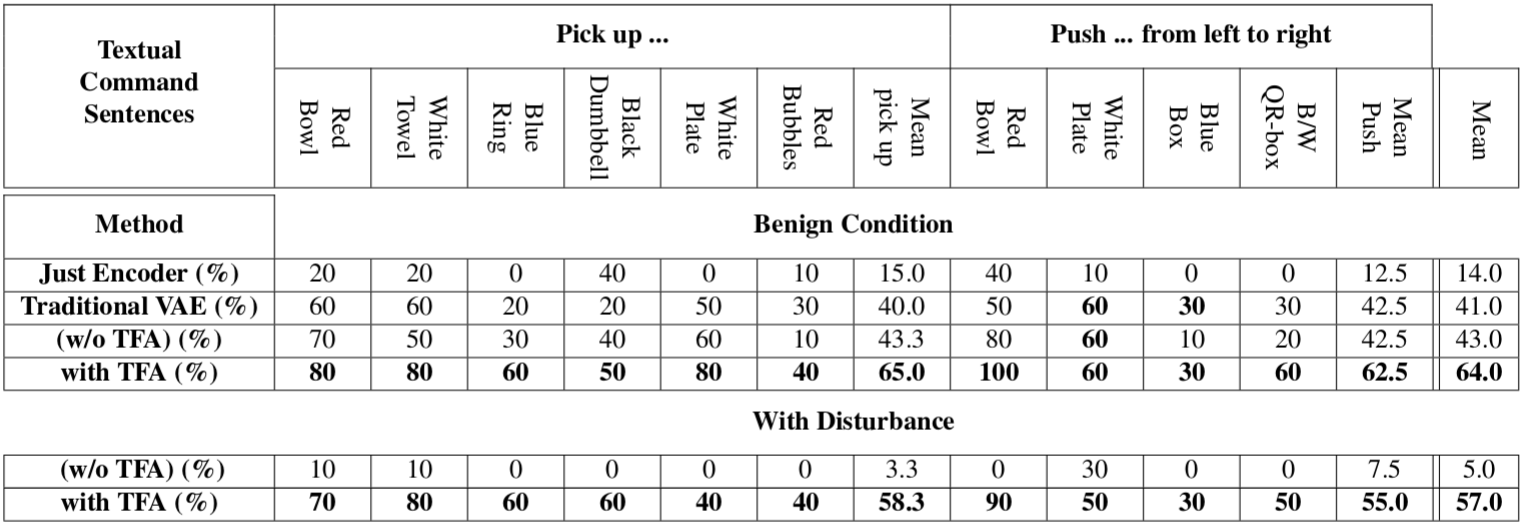 Textual Command Sentences | Pick up ... | Push ... from left to right
Red Bowl | White Towel | Blue Ring | Black Dumbbell | White Plate | Red Bubbles | Mean pick up | Red Bowl | White Plate | Blue Box | B/W QR-box | Mean Push | Mean
Method | Benign Condition
Just Encoder (%) | 20 | 20 | 0 | 40 | 0 | 10 | 15.0 | 40 | 10 | 0 | 0 | 12.5 | 14.0
Traditional VAE (%) | 60 | 60 | 20 | 20 | 50 | 30 | 40.0 | 50 | 60 | 30 | 30 | 42.5 | 41.0
(w/o TFA) (%) | 70 | 50 | 30 | 40 | 60 | 10 | 43.3 | 80 | 60 | 10 | 20 | 42.5 | 43.0
with TFA (%) | 80 | 80 | 60 | 50 | 80 | 40 | 65.0 | 100 | 60 | 30 | 60 | 62.5 | 64.0
With Disturbance
(w/o TFA) (%) | 10 | 10 | 0 | 0 | 0 | 0 | 3.3 | 0 | 30 | 0 | 0 | 7.5 | 5.0
with TFA (%) | 70 | 80 | 60 | 60 | 40 | 40 | 58.3 | 90 | 50 | 30 | 50 | 55.0 | 57.0